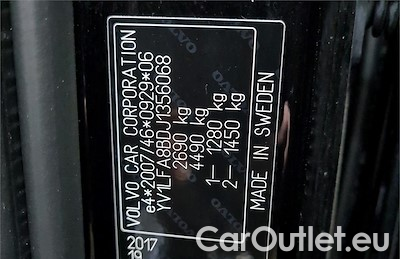 VOLVO CAR CORPORATION
e4*2007/46*0929*06
YV1LFA8BDJ1356068
2690 kg
4490 kg
1— 1280 kg
2— 1450 kg
MADE IN SWEDEN
2017
CarOutlet.eu